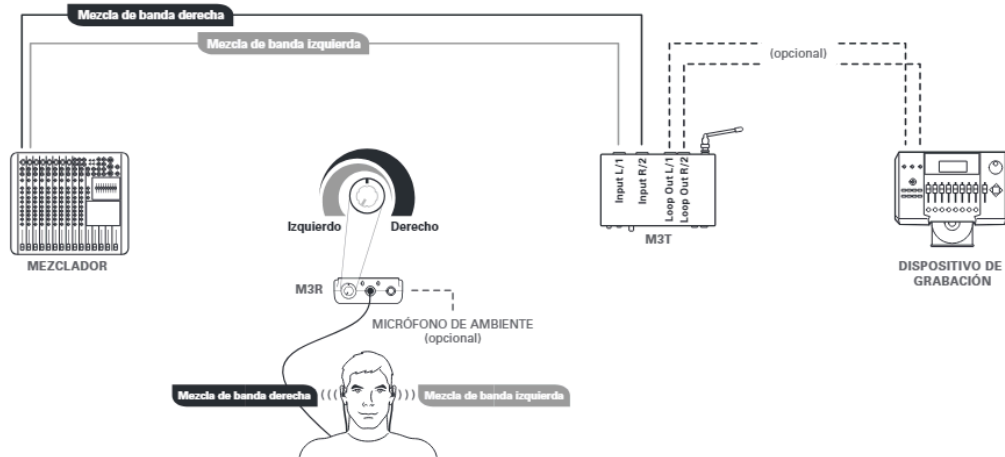 Mezcla de banda derecha
Mezcla de banda izquierda
(opcional)
Input L/1
Input R/2
Loop Out L/1
Loop Out R/2
Izquierdo
Derecho
MEZCLADOR
M3T
DISPOSITIVO DE
GRABACIÓN
M3R
MICRÓFONO DE AMBIENTE
(opcional)
Mezcla de banda derecha
Mezcla de banda izquierda